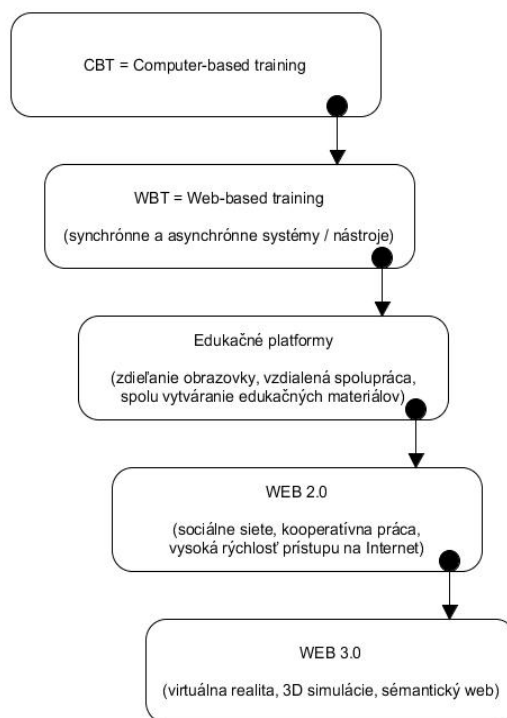 CBT = Computer-based training
WBT = Web-based training
(synchrónne a asynchrónne systémy / nástroje)
Edukačné platformy
(zdieľanie obrazovky, vzdialená spolupráca,
spolu vytváranie edukačných materiálov)
WEB 2.0
(sociálne siete, kooperatívna práca,
vysoká rýchlosť prístupu na Internet)
WEB 3.0
(virtuálna realita, 3D simulácie, sémantický web)